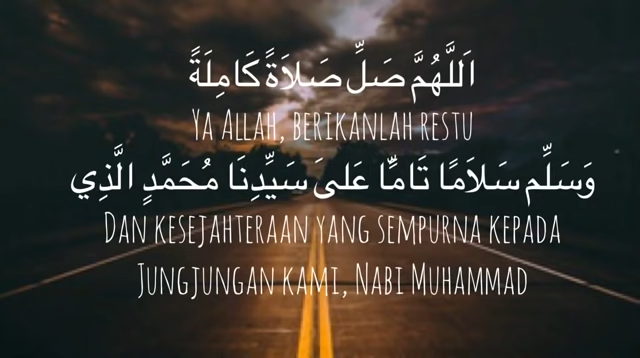 اَللَّهُمَّ صَلِّ صَلاَةً كَامِلَةً
YA ALLAH, BERIKANLAH RESTU
وَسَلِّم سَلاَمًا تَامًّا عَلىَ سَيِّدِنَا مُحَمَّدٍ الَّذِي
DAN KESEJAHTERAAN YANG SEMPURNA KEPADA
JUNGJUNGAN KAMI, NABI MUHAMMAD